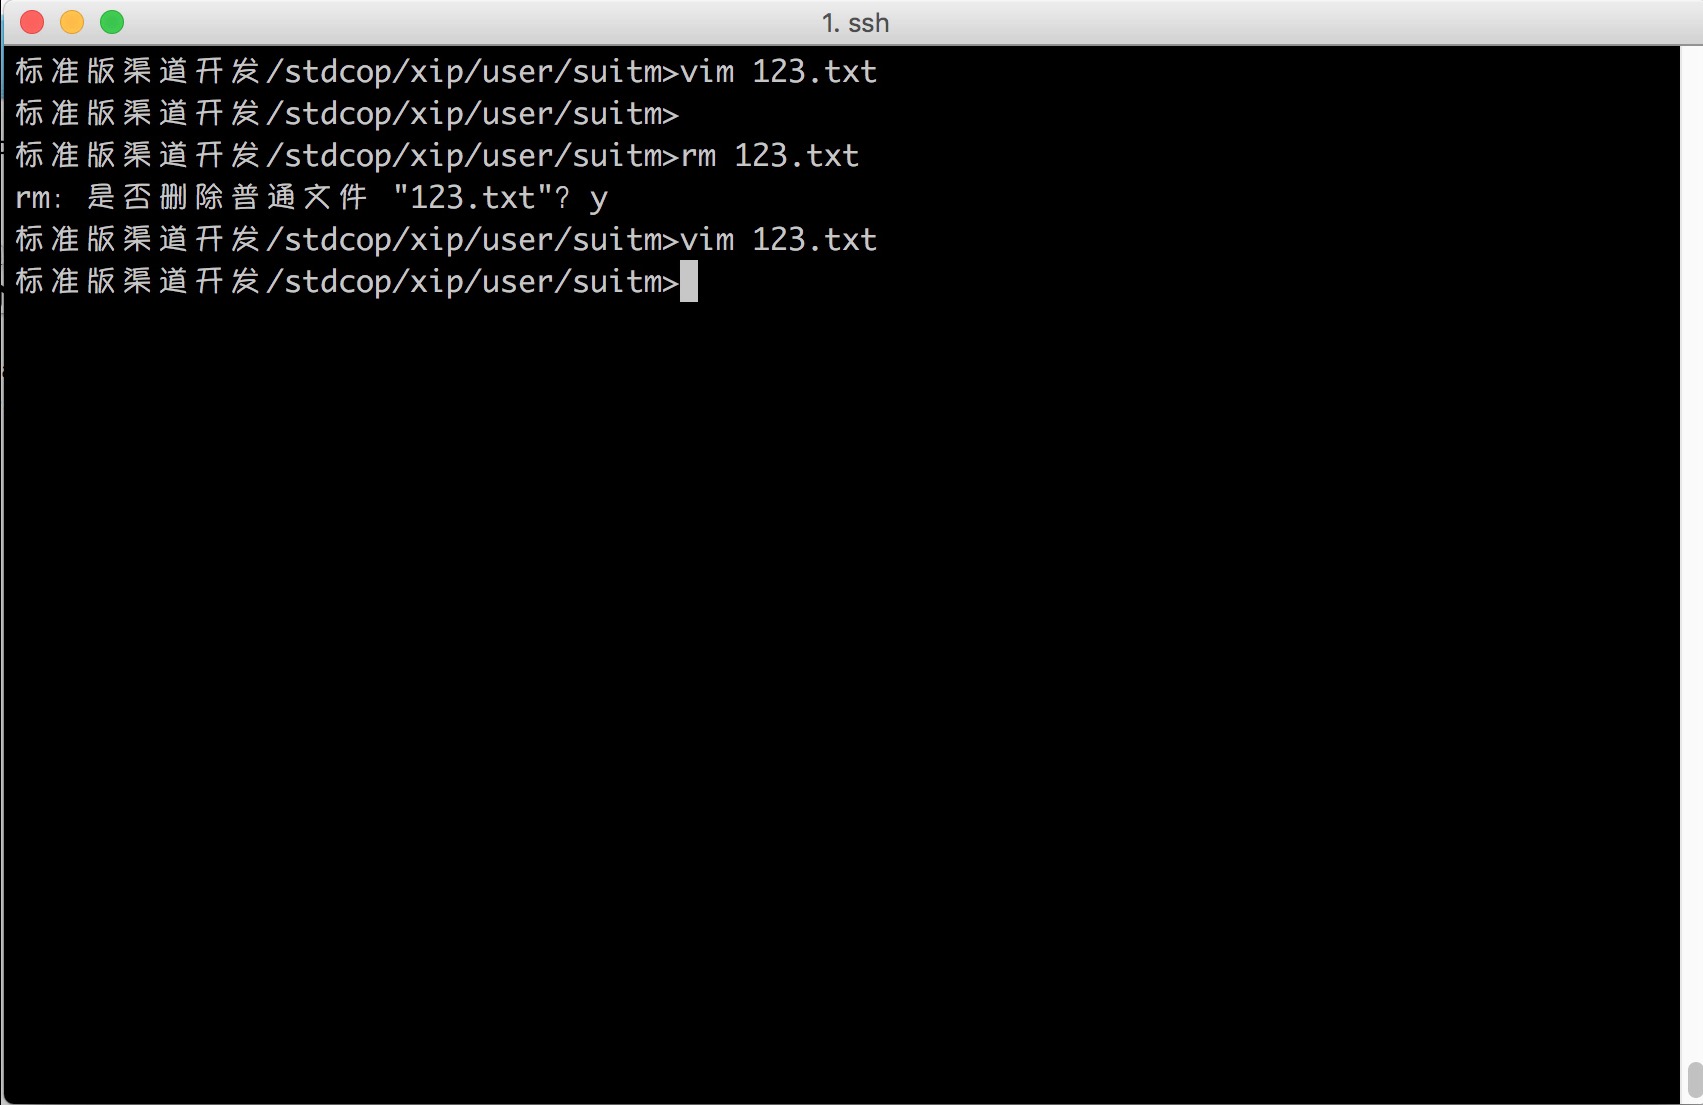 1. ssh
标准版渠道开发/stdcop/xip/user/suitm>vim 123.txt
标准版渠道开发/stdcop/xip/user/suitm>
标准版渠道开发/stdcop/xip/user/suitm>rm 123.txt
rm: 是否删除普通文件 "123.txt"? y
标准版渠道开发/stdcop/xip/user/suitm>vim 123.txt
标准版渠道开发/stdcop/xip/user/suitm>